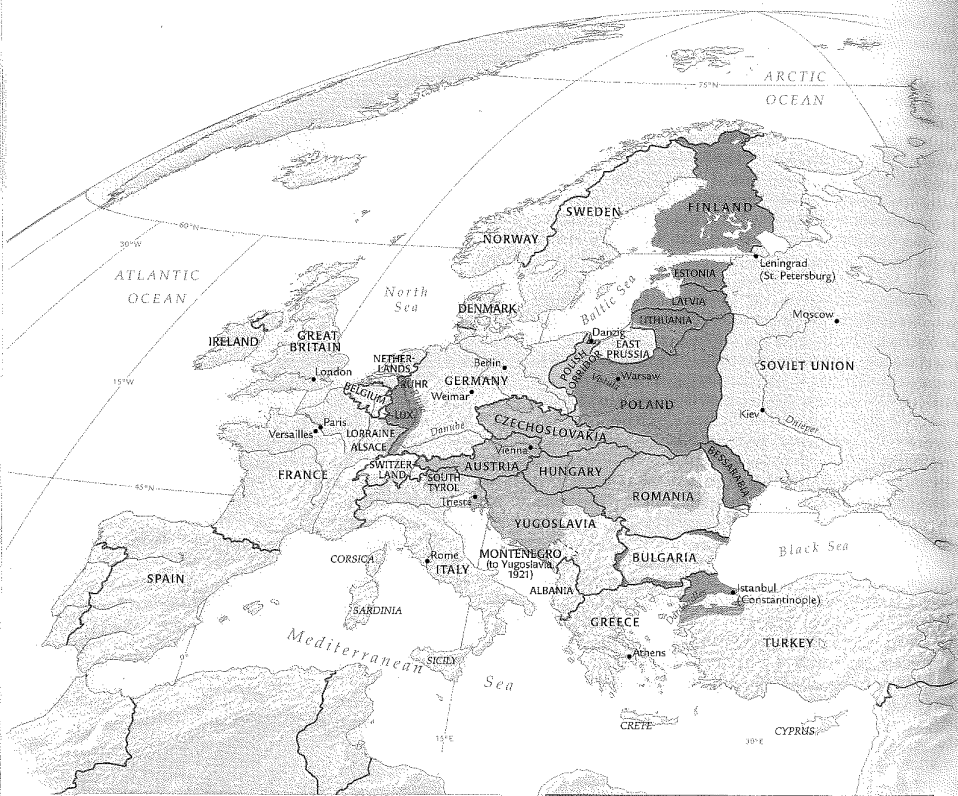 ARCTIC
OCEAN
75°N
60°N
30°W
ATLANTIC
OCEAN
15°W
45°N
FINLAND
SWEDEN
NORWAY
Leningrad
(St. Petersburg)
ESTONIA
LATVIA
LITHUANIA
Baltic Sea
North
Sea
DENMARK
Moscow
SOVIET UNION
IRELAND
GREAT
BRITAIN
London
NETHER-
LANDS
RUHR
BELGIUM
LUX.
Berlin
GERMANY
Weimar
Danzig
EAST
PRUSSIA
POLISH
CORRIDOR
Vistula
Warsaw
POLAND
Kiev
Dnieper
Paris
Versailles
LORRAINE
ALSACE
Danube
CZECHOSLOVAKIA
Vienna
AUSTRIA
HUNGARY
BESSARABIA
FRANCE
SWITZER-
LAND
SOUTH
TYROL
Trieste
ROMANIA
YUGOSLAVIA
Black Sea
CORSICA
Rome
ITALY
MONTENEGRO
(to Yugoslavia,
1921)
BULGARIA
ALBANIA
Istanbul
(Constantinople)
SPAIN
SARDINIA
GREECE
TURKEY
Mediterranean
Sea
SICILY
Athens
CRETE
CYPRUS
0°
15°E
30°E